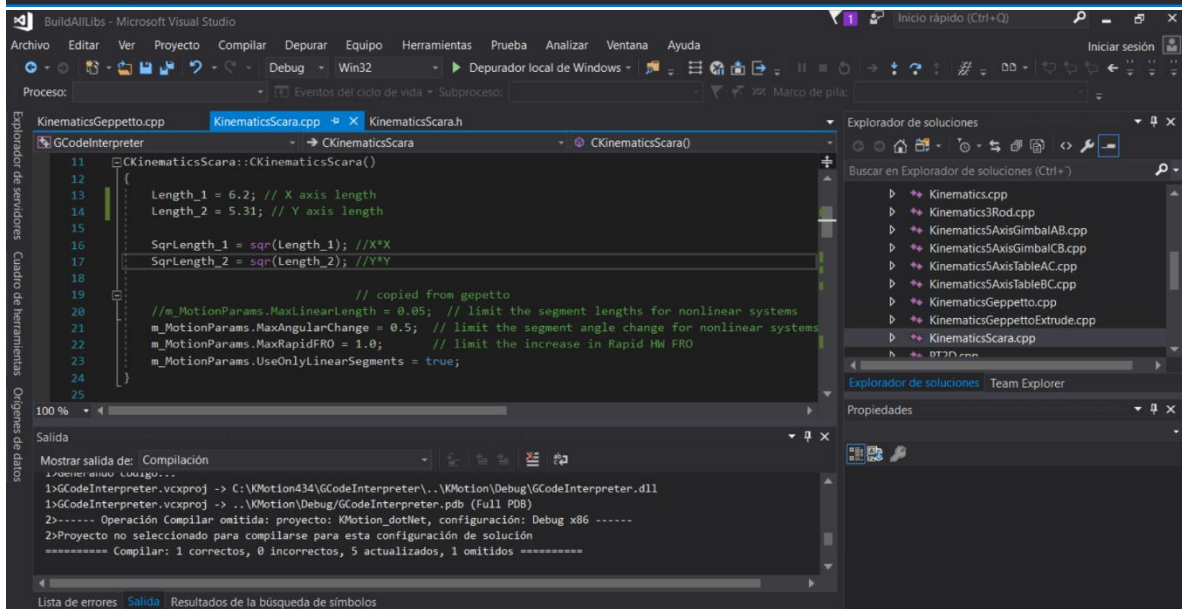 BuildAllLibs - Microsoft Visual Studio
1
Inicio rápido (Ctrl+Q)
Archivo Editar Ver Proyecto Compilar Depurar Equipo Herramientas Prueba Analizar Ventana Ayuda
Iniciar sesión
Debug Win32 Depurador local de Windows
Proceso: Eventos del ciclo de vida Subproceso: Marco de pila:
Explorador de servidores
Cuadro de herramientas
Orígenes de datos
KinematicsGeppetto.cpp KinematicsScara.cpp KinematicsScara.h
GCodeInterpreter CKinematicsScara CKinematicsScara()
11 CKinematicsScara::CKinematicsScara()
12 {
13 Length_1 = 6.2; // X axis length
14 Length_2 = 5.31; // Y axis length
15
16 SqrLength_1 = sqr(Length_1); //X*X
17 SqrLength_2 = sqr(Length_2); //Y*Y
18
19 // copied from gepetto
20 //m_MotionParams.MaxLinearLength = 0.05; // limit the segment lengths for nonlinear systems
21 m_MotionParams.MaxAngularChange = 0.5; // limit the segment angle change for nonlinear systems
22 m_MotionParams.MaxRapidFRO = 1.0; // limit the increase in Rapid HW FRO
23 m_MotionParams.UseOnlyLinearSegments = true;
24 }
25
100 %
Salida
Mostrar salida de: Compilación
1>Generando código...
1>GCodeInterpreter.vcxproj -> C:\KMotion434\GCodeInterpreter\..\KMotion\Debug\GCodeInterpreter.dll
1>GCodeInterpreter.vcxproj -> ..\KMotion\Debug/GCodeInterpreter.pdb (Full PDB)
2>------ Operación Compilar omitida: proyecto: KMotion_dotNet, configuración: Debug x86 ------
2>Proyecto no seleccionado para compilarse para esta configuración de solución
========== Compilar: 1 correctos, 0 incorrectos, 5 actualizados, 1 omitidos ==========
Lista de errores Salida Resultados de la búsqueda de símbolos
Explorador de soluciones
Buscar en Explorador de soluciones (Ctrl+¨)
Kinematics.cpp
Kinematics3Rod.cpp
Kinematics5AxisGimbalAB.cpp
Kinematics5AxisGimbalCB.cpp
Kinematics5AxisTableAC.cpp
Kinematics5AxisTableBC.cpp
KinematicsGeppetto.cpp
KinematicsGeppettoExtrude.cpp
KinematicsScara.cpp
PT2D.cpp
Explorador de soluciones Team Explorer
Propiedades